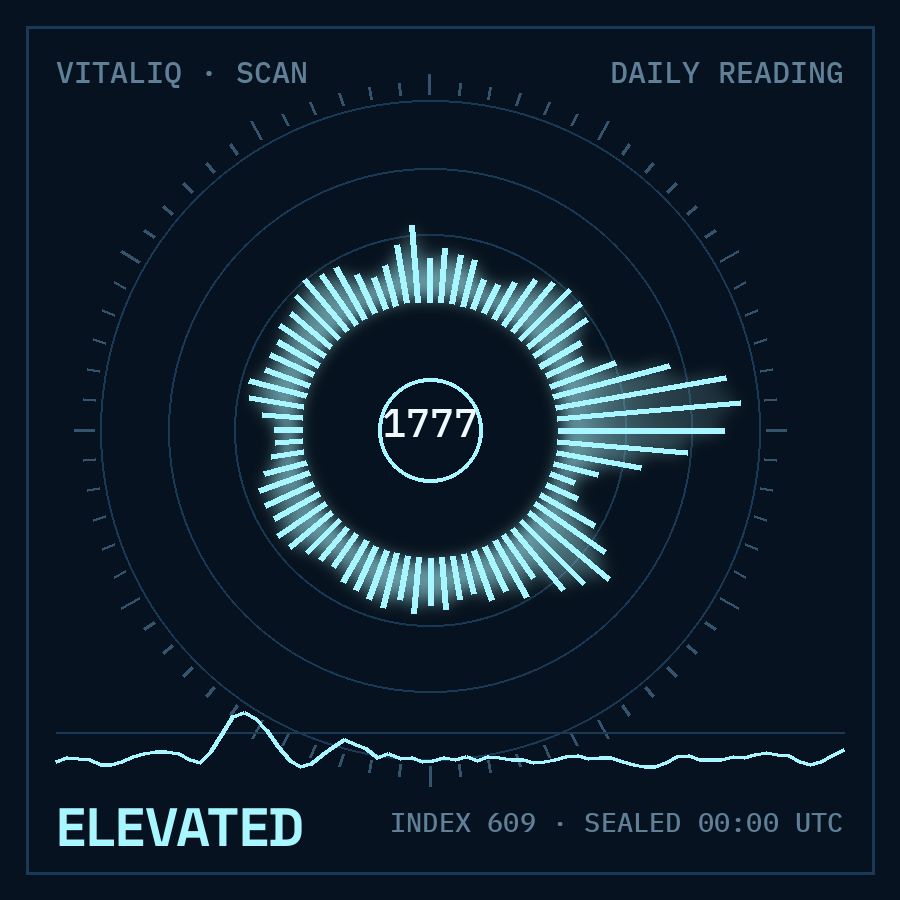 VITALIQ · SCAN
DAILY READING
1777
ELEVATED
INDEX 609 · SEALED 00:00 UTC